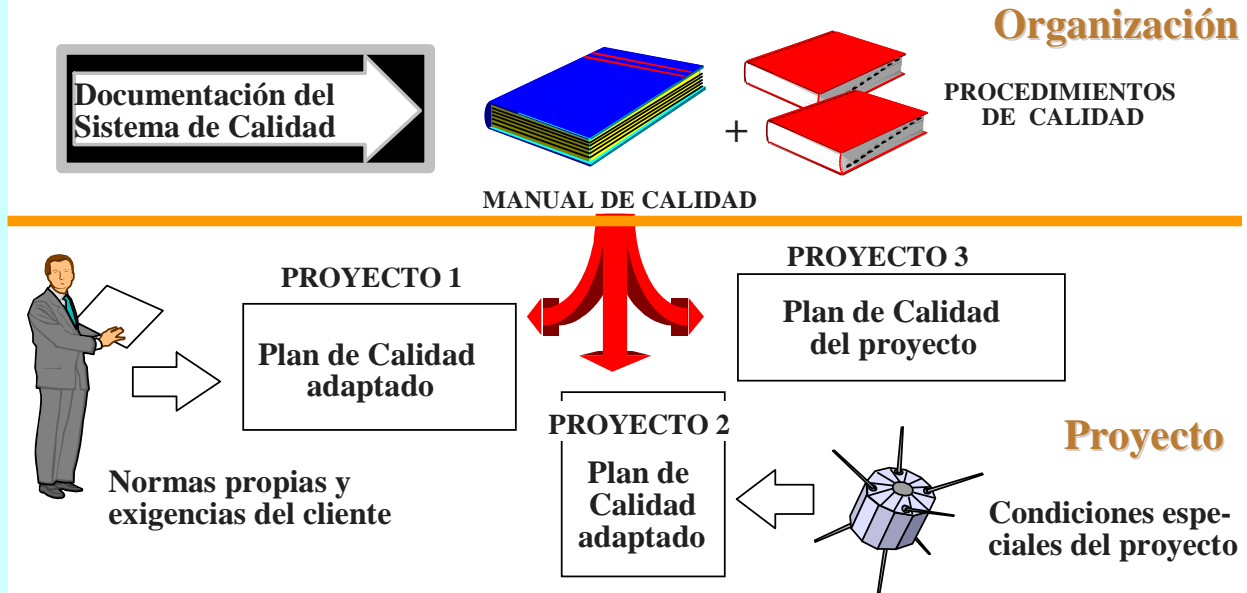 Organización
Documentación del
Sistema de Calidad
+
PROCEDIMIENTOS
DE CALIDAD
MANUAL DE CALIDAD
PROYECTO 1
Plan de Calidad
adaptado
PROYECTO 3
Plan de Calidad
del proyecto
PROYECTO 2
Plan de
Calidad
adaptado
Proyecto
Normas propias y
exigencias del cliente
Condiciones espe-
ciales del proyecto